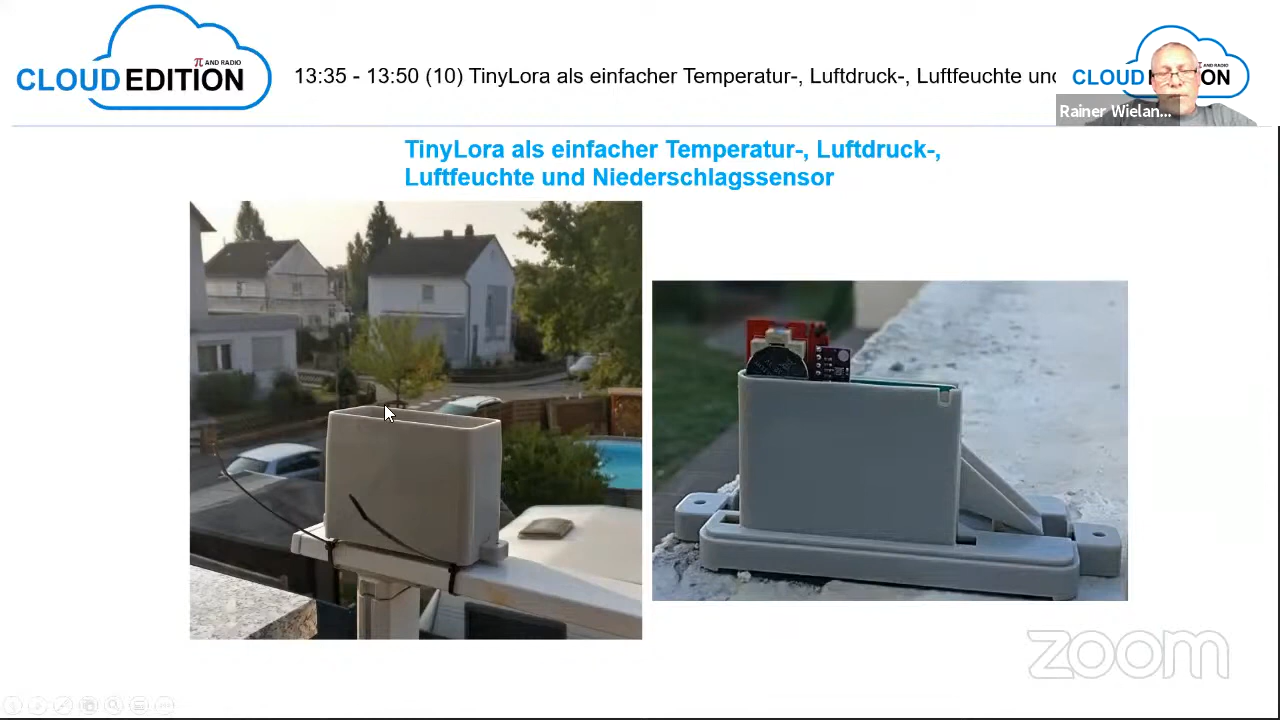 π AND RADIO
CLOUD EDITION
13:35 - 13:50 (10) TinyLora als einfacher Temperatur-, Luftdruck-, Luftfeuchte und
CLOUD
ON
Rainer Wielan...
TinyLora als einfacher Temperatur-, Luftdruck-,
Luftfeuchte und Niederschlagssensor
zoom